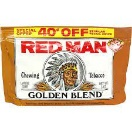 40¢ OFF
RED MAN
Chewing Tobacco
GOLDEN BLEND